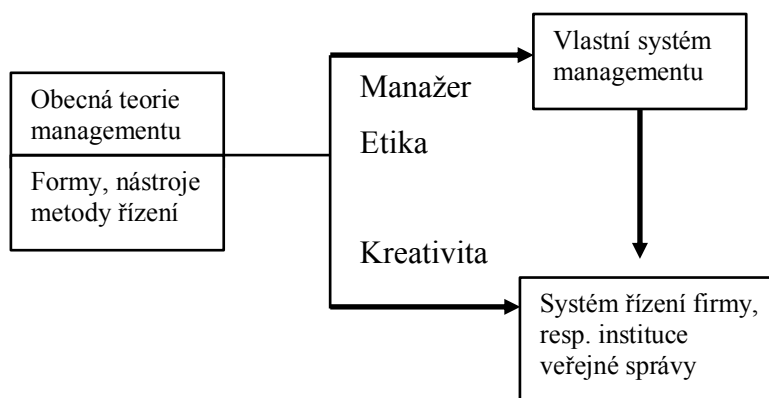 Obecná teorie
managementu
Formy, nástroje
metody řízení
Manažer
Etika
Kreativita
Vlastní systém
managementu
Systém řízení firmy,
resp. instituce
veřejné správy